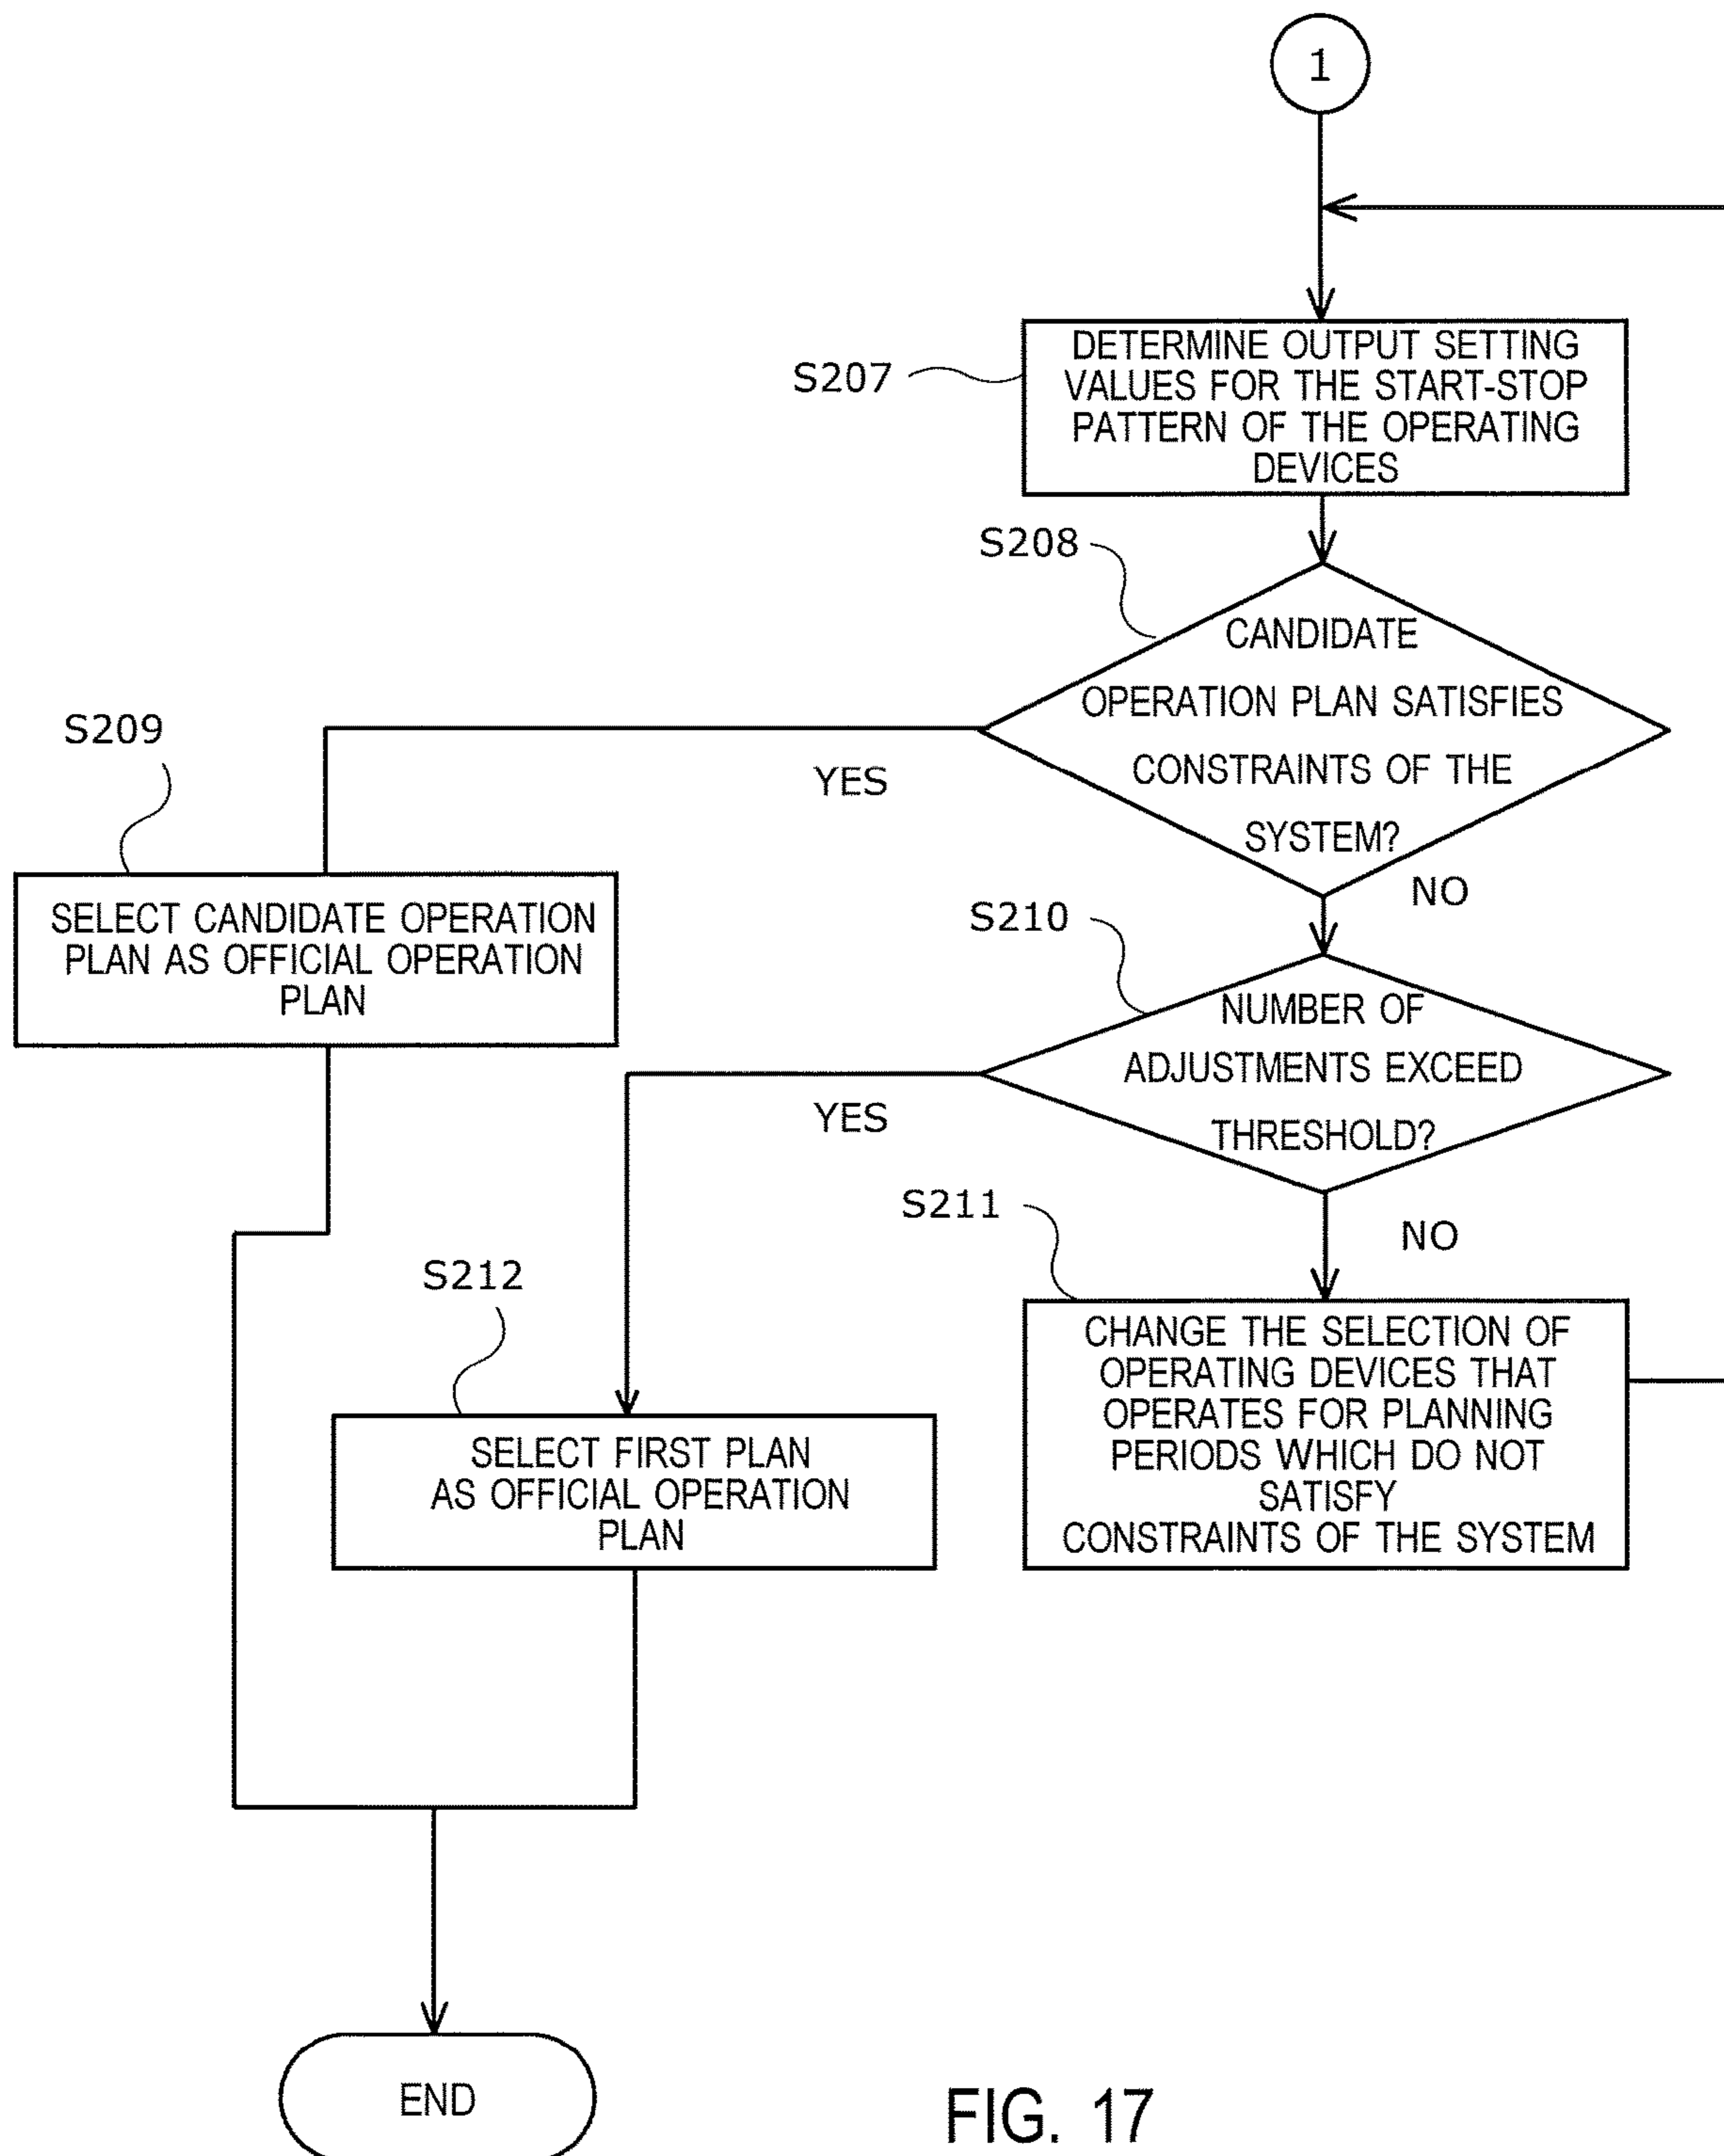 1
S207
DETERMINE OUTPUT SETTING
VALUES FOR THE START-STOP
PATTERN OF THE OPERATING
DEVICES
S208
CANDIDATE
OPERATION PLAN SATISFIES
CONSTRAINTS OF THE
SYSTEM?
YES
NO
S209
SELECT CANDIDATE OPERATION
PLAN AS OFFICIAL OPERATION
PLAN
S210
NUMBER OF
ADJUSTMENTS EXCEED
THRESHOLD?
YES
NO
S211
CHANGE THE SELECTION OF
OPERATING DEVICES THAT
OPERATES FOR PLANNING
PERIODS WHICH DO NOT
SATISFY
CONSTRAINTS OF THE SYSTEM
S212
SELECT FIRST PLAN
AS OFFICIAL OPERATION
PLAN
END
FIG. 17